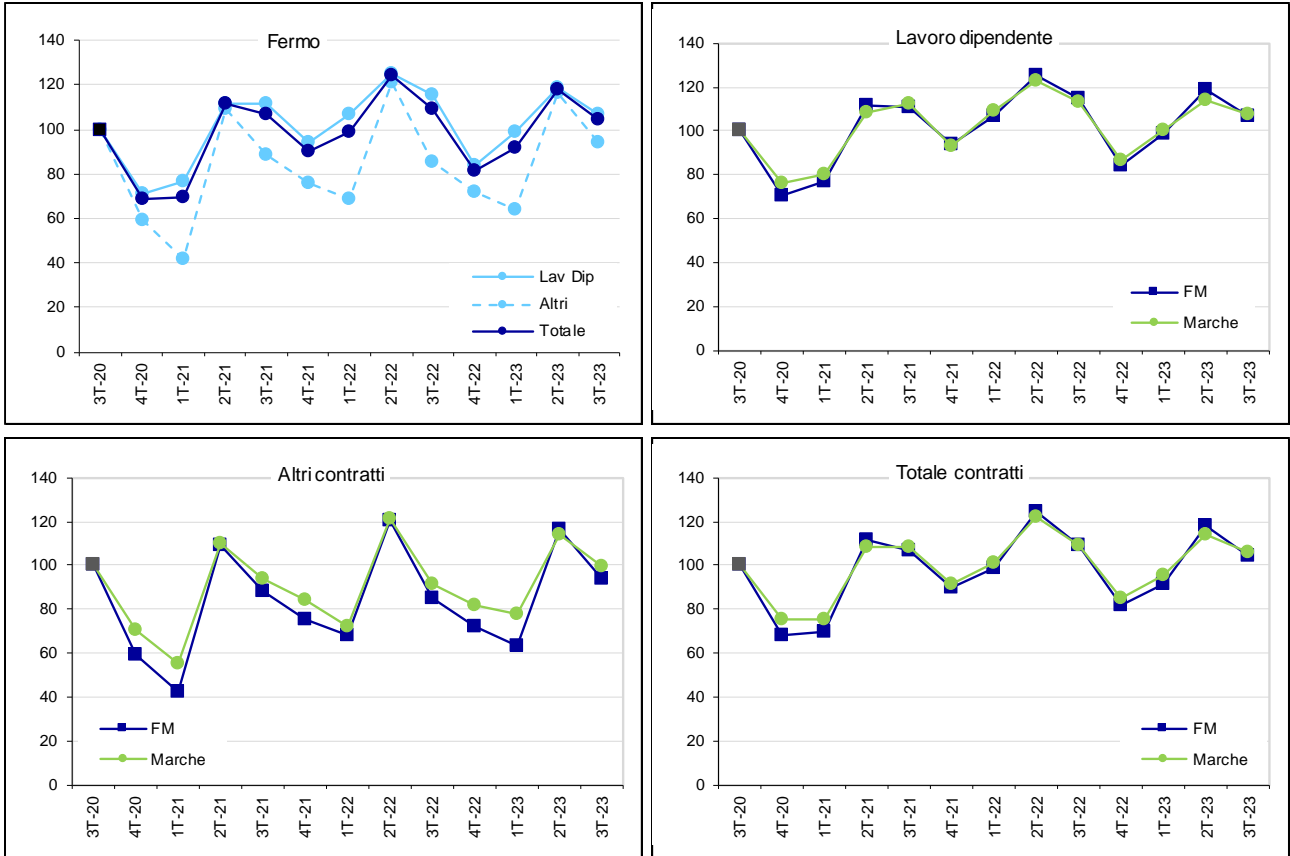 Fermo
140
120
100
80
60
40
20
0
Lav Dip
Altri
Totale
3T-20
4T-20
1T-21
2T-21
3T-21
4T-21
1T-22
2T-22
3T-22
4T-22
1T-23
2T-23
3T-23
Lavoro dipendente
140
120
100
80
60
40
20
0
FM
Marche
3T-20
4T-20
1T-21
2T-21
3T-21
4T-21
1T-22
2T-22
3T-22
4T-22
1T-23
2T-23
3T-23
Altri contratti
140
120
100
80
60
40
20
0
FM
Marche
3T-20
4T-20
1T-21
2T-21
3T-21
4T-21
1T-22
2T-22
3T-22
4T-22
1T-23
2T-23
3T-23
Totale contratti
140
120
100
80
60
40
20
0
FM
Marche
3T-20
4T-20
1T-21
2T-21
3T-21
4T-21
1T-22
2T-22
3T-22
4T-22
1T-23
2T-23
3T-23